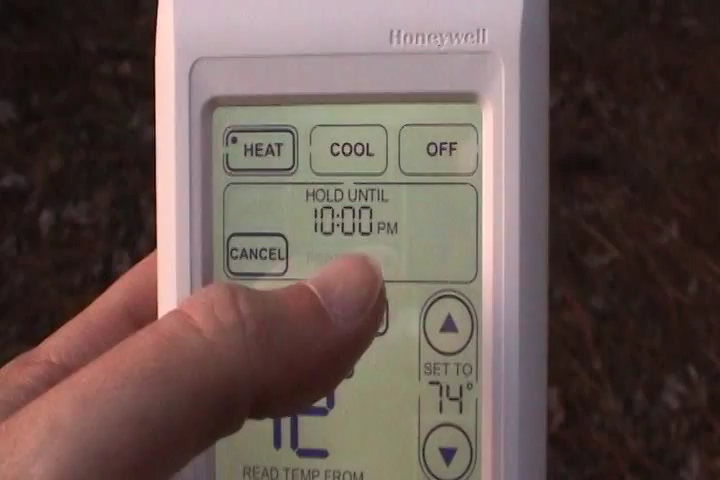 Honeywell
HEAT COOL OFF
HOLD UNTIL
10:00 PM
CANCEL
SET TO
74°
READ TEMP FROM